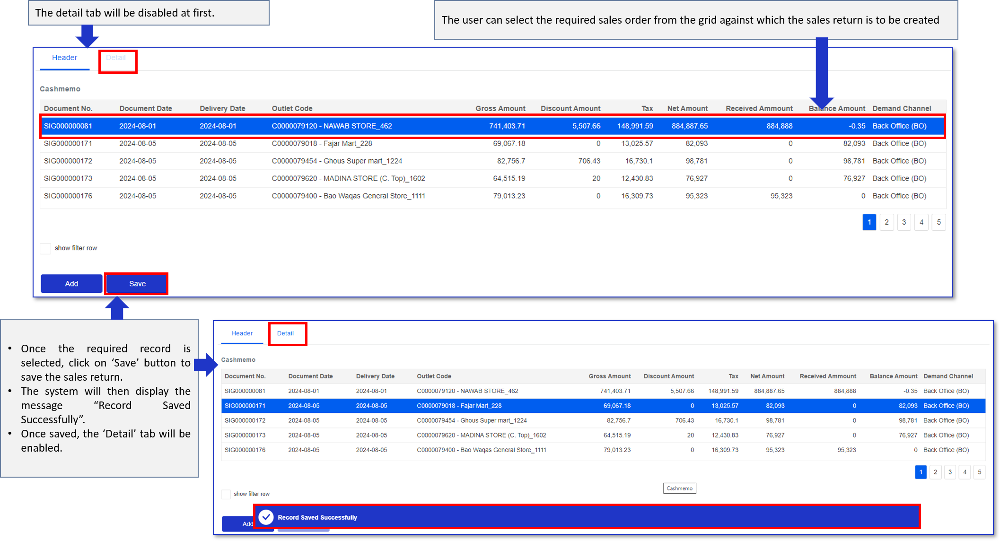 The detail tab will be disabled at first.
The user can select the required sales order from the grid against which the sales return is to be created
Header Detail
Cashmemo
Document No. Document Date Delivery Date Outlet Code Gross Amount Discount Amount Tax Net Amount Received Ammount Balance Amount Demand Channel
SIG000000081 2024-08-01 2024-08-01 C0000079120 - NAWAB STORE_462 741,403.71 5,507.66 148,991.59 884,887.65 884,888 -0.35 Back Office (BO)
SIG000000171 2024-08-05 2024-08-05 C0000079018 - Fajar Mart_228 69,067.18 0 13,025.57 82,093 0 82,093 Back Office (BO)
SIG000000172 2024-08-05 2024-08-05 C0000079454 - Ghous Super mart_1224 82,756.7 706.43 16,730.1 98,781 0 98,781 Back Office (BO)
SIG000000173 2024-08-05 2024-08-05 C0000079620 - MADINA STORE (C. Top)_1602 64,515.19 20 12,430.83 76,927 0 76,927 Back Office (BO)
SIG000000176 2024-08-05 2024-08-05 C0000079400 - Bao Waqas General Store_1111 79,013.23 0 16,309.73 95,323 95,323 0 Back Office (BO)
1 2 3 4 5
show filter row
Add Save
• Once the required record is
selected, click on ‘Save’ button to
save the sales return.
• The system will then display the
message “Record Saved
Successfully”.
• Once saved, the ‘Detail’ tab will be
enabled.
Header Detail
Cashmemo
Document No. Document Date Delivery Date Outlet Code Gross Amount Discount Amount Tax Net Amount Received Ammount Balance Amount Demand Channel
SIG000000081 2024-08-01 2024-08-01 C0000079120 - NAWAB STORE_462 741,403.71 5,507.66 148,991.59 884,887.65 884,888 -0.35 Back Office (BO)
SIG000000171 2024-08-05 2024-08-05 C0000079018 - Fajar Mart_228 69,067.18 0 13,025.57 82,093 0 82,093 Back Office (BO)
SIG000000172 2024-08-05 2024-08-05 C0000079454 - Ghous Super mart_1224 82,756.7 706.43 16,730.1 98,781 0 98,781 Back Office (BO)
SIG000000173 2024-08-05 2024-08-05 C0000079620 - MADINA STORE (C. Top)_1602 64,515.19 20 12,430.83 76,927 0 76,927 Back Office (BO)
SIG000000176 2024-08-05 2024-08-05 C0000079400 - Bao Waqas General Store_1111 79,013.23 0 16,309.73 95,323 95,323 0 Back Office (BO)
1 2 3 4 5
Cashmemo
show filter row
Record Saved Successfully
Add